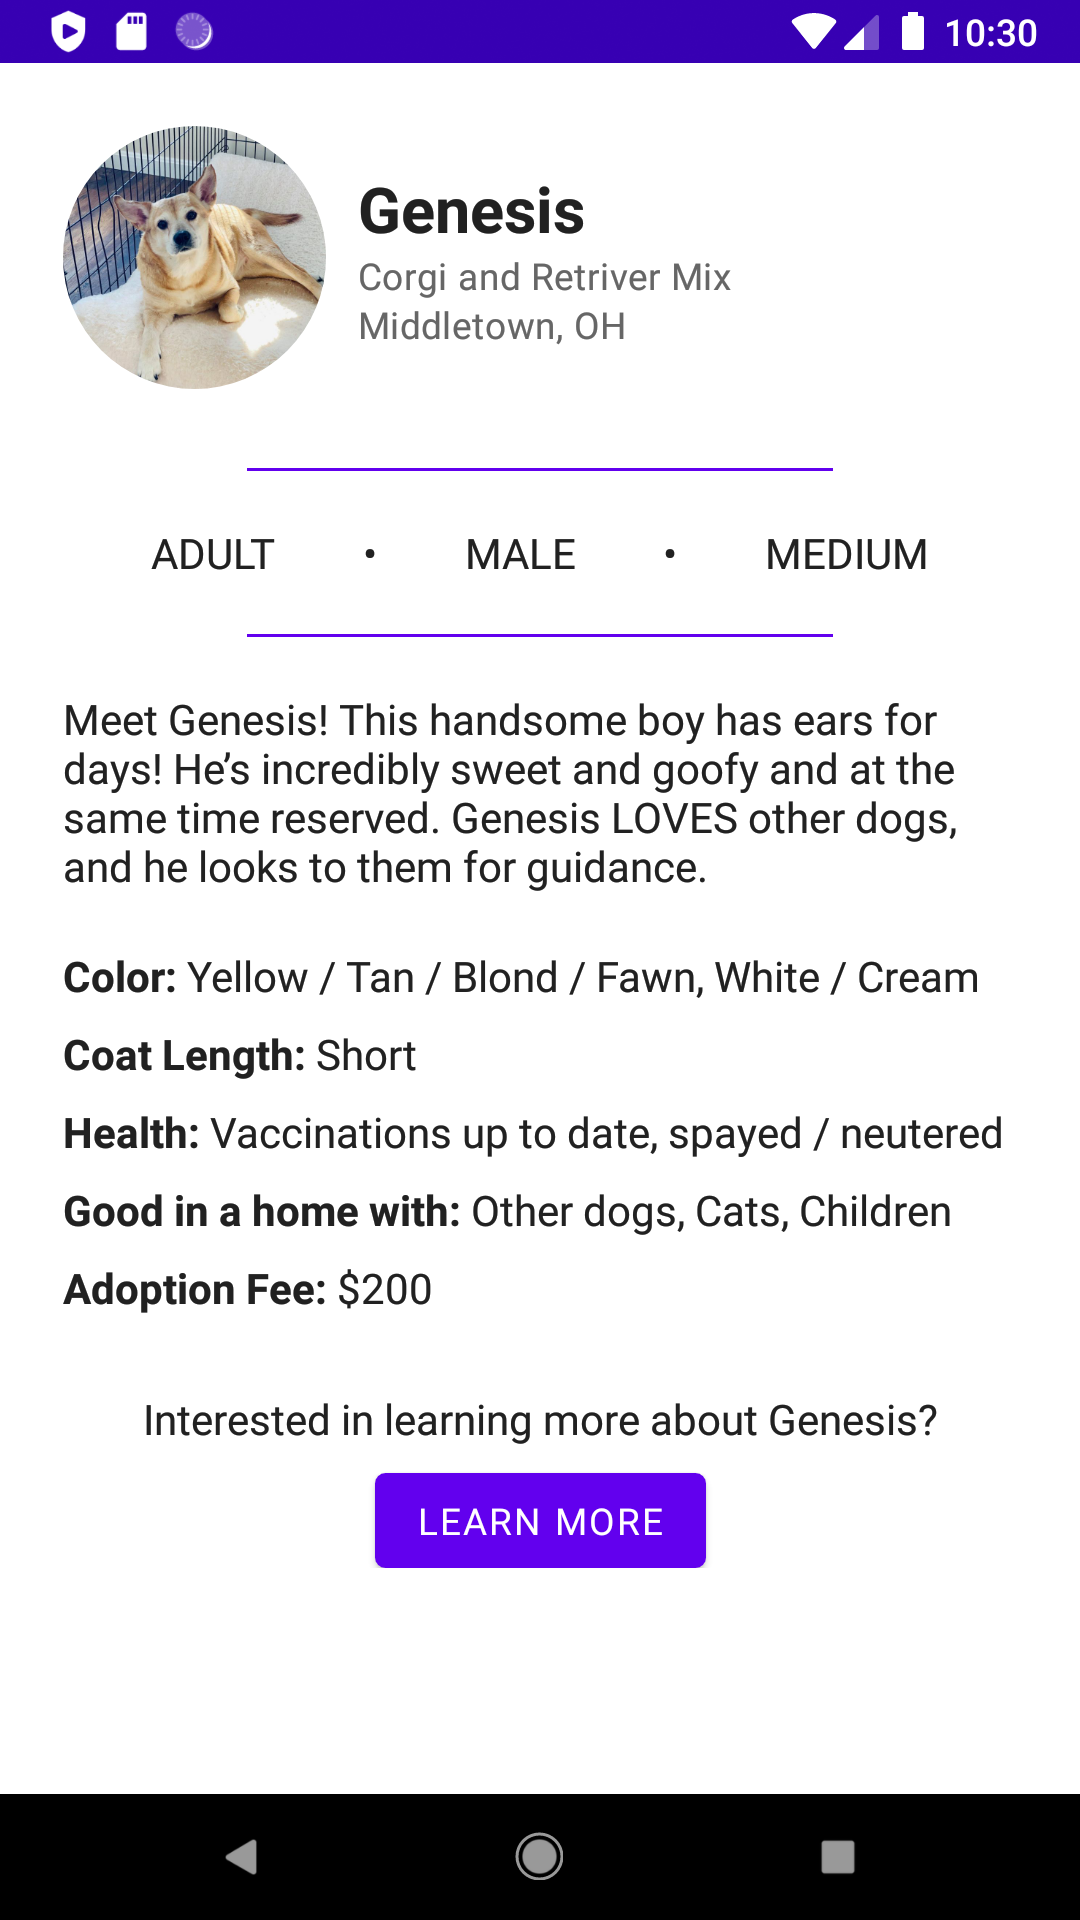 10:30
Genesis
Corgi and Retriver Mix
Middletown, OH
ADULT • MALE • MEDIUM
Meet Genesis! This handsome boy has ears for
days! He’s incredibly sweet and goofy and at the
same time reserved. Genesis LOVES other dogs,
and he looks to them for guidance.
Color: Yellow / Tan / Blond / Fawn, White / Cream
Coat Length: Short
Health: Vaccinations up to date, spayed / neutered
Good in a home with: Other dogs, Cats, Children
Adoption Fee: $200
Interested in learning more about Genesis?
LEARN MORE